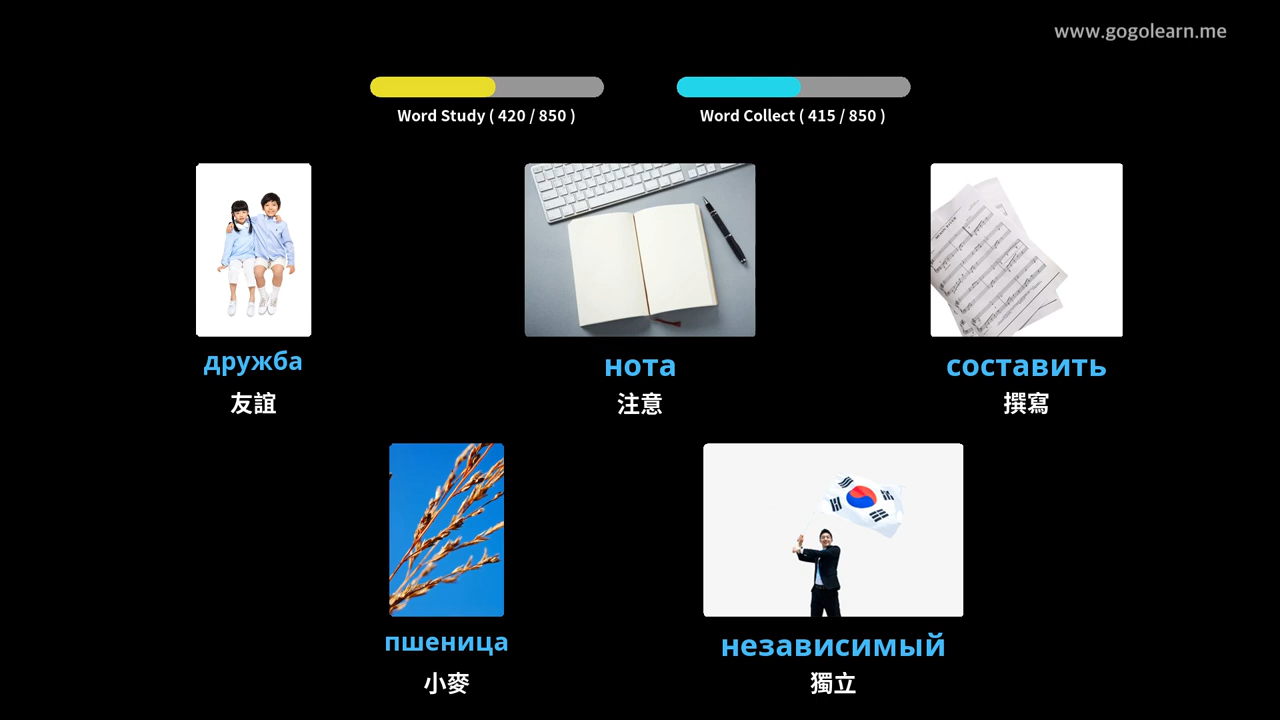 www.gogolearn.me
Word Study ( 420 / 850 )
Word Collect ( 415 / 850 )
дружба
友誼
нота
注意
составить
撰寫
пшеница
小麥
независимый
獨立